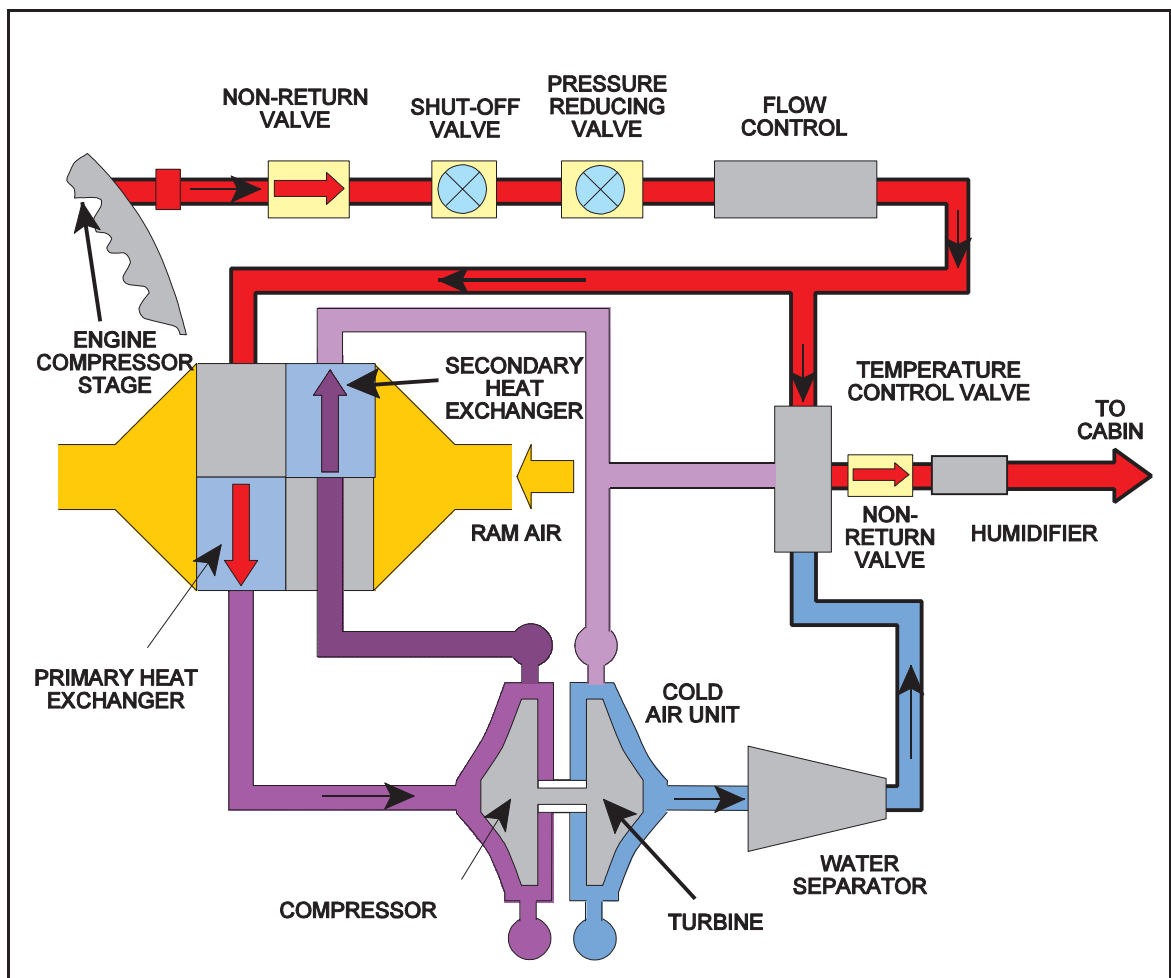 NON-RETURN
VALVE
SHUT-OFF
VALVE
PRESSURE
REDUCING
VALVE
FLOW
CONTROL
ENGINE
COMPRESSOR
STAGE
SECONDARY
HEAT
EXCHANGER
TEMPERATURE
CONTROL VALVE
TO
CABIN
RAM AIR
NON-
RETURN
VALVE
HUMIDIFIER
PRIMARY HEAT
EXCHANGER
COLD
AIR UNIT
COMPRESSOR
TURBINE
WATER
SEPARATOR